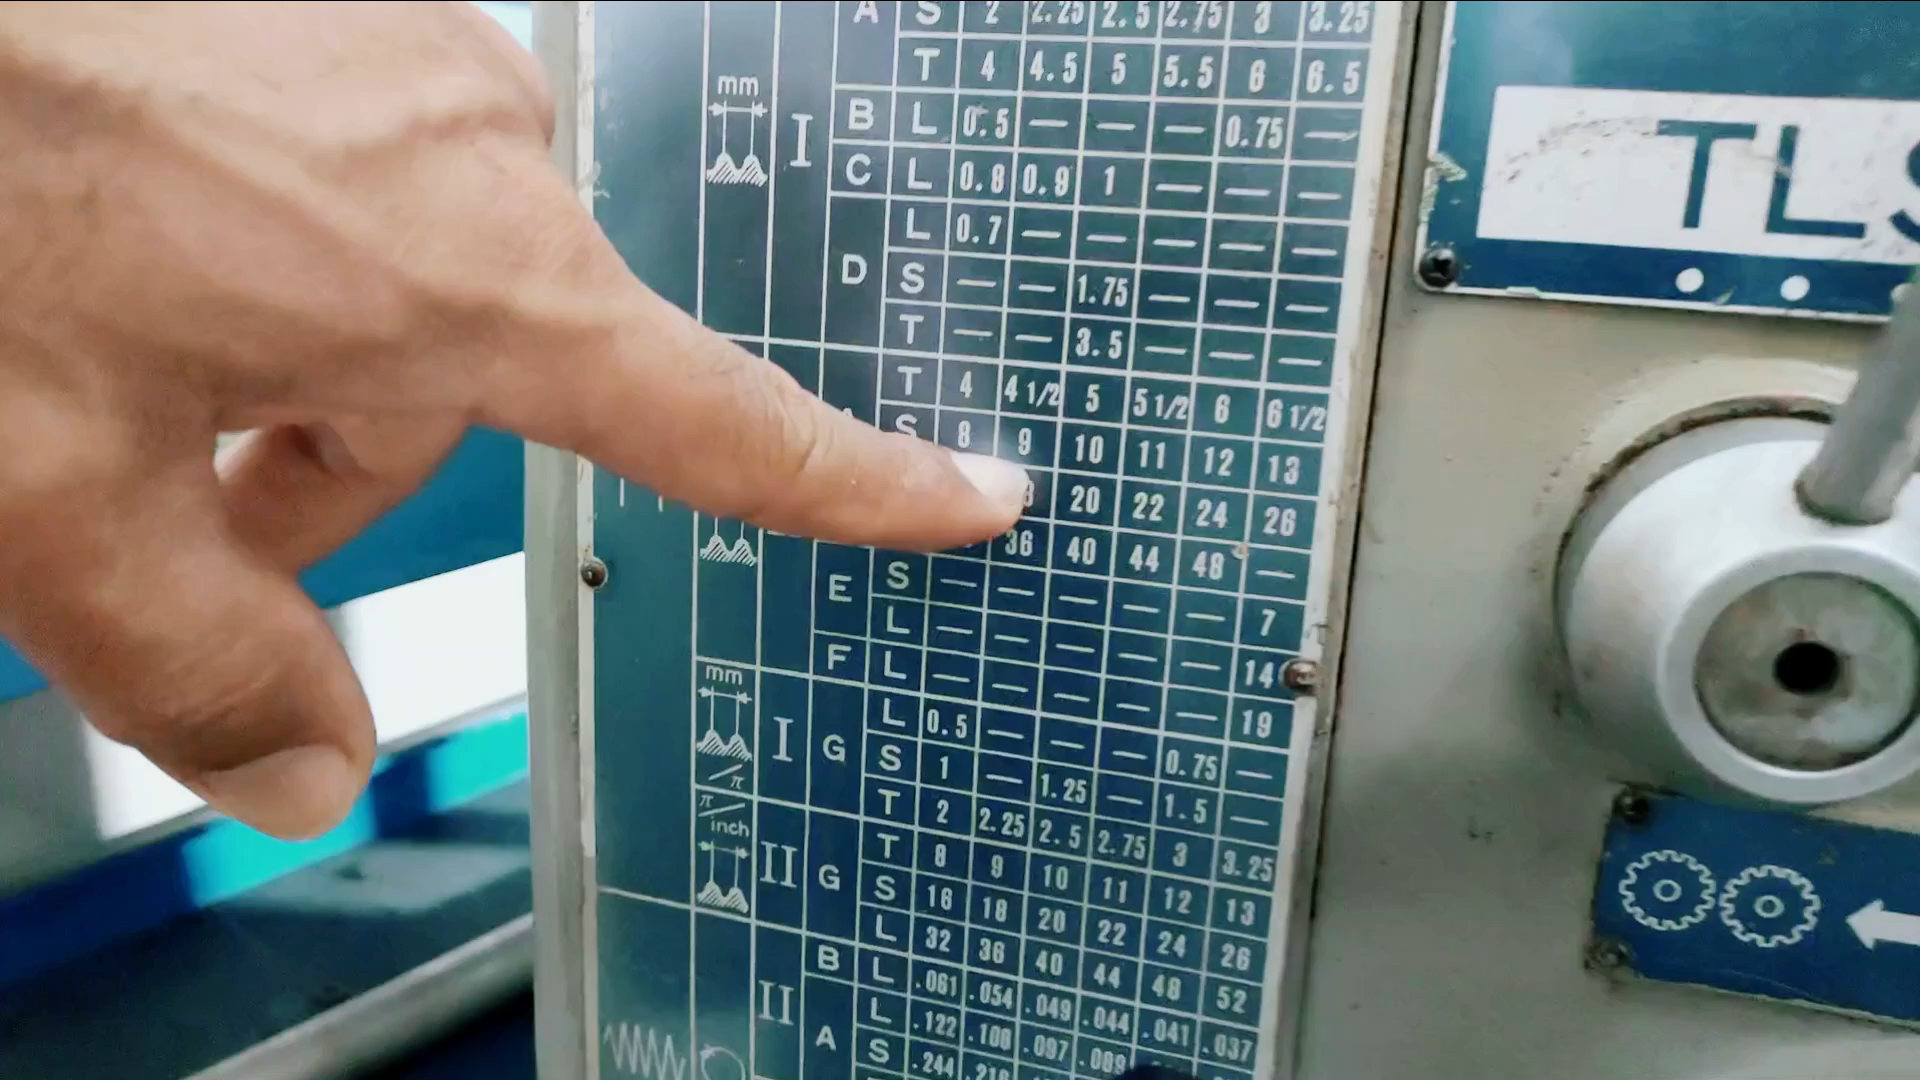 A S 2 2.25 2.5 2.75 3 3.25
T 4 4.5 5 5.5 6 6.5
mm I
B L 0.5 — — — 0.75 —
C L 0.8 0.9 1 — — —
D L 0.7 — — — — —
S — — 1.75 — — —
T — — 3.5 — — —
T 4 4 1/2 5 5 1/2 6 6 1/2
A S 8 9 10 11 12 13
20 22 24 26
36 40 44 48 —
E S — — — — — 7
L — — — — — 14
F L — — — — — 19
mm I G L 0.5 — — — 0.75 —
S 1 — 1.25 — 1.5 —
T 2 2.25 2.5 2.75 3 3.25
π
π
inch II G T 8 9 10 11 12 13
S 16 18 20 22 24 26
L 32 36 40 44 48 52
II B L .061 .054 .049 .044 .041 .037
A L .122 .108 .097 .089
S .244
TLS